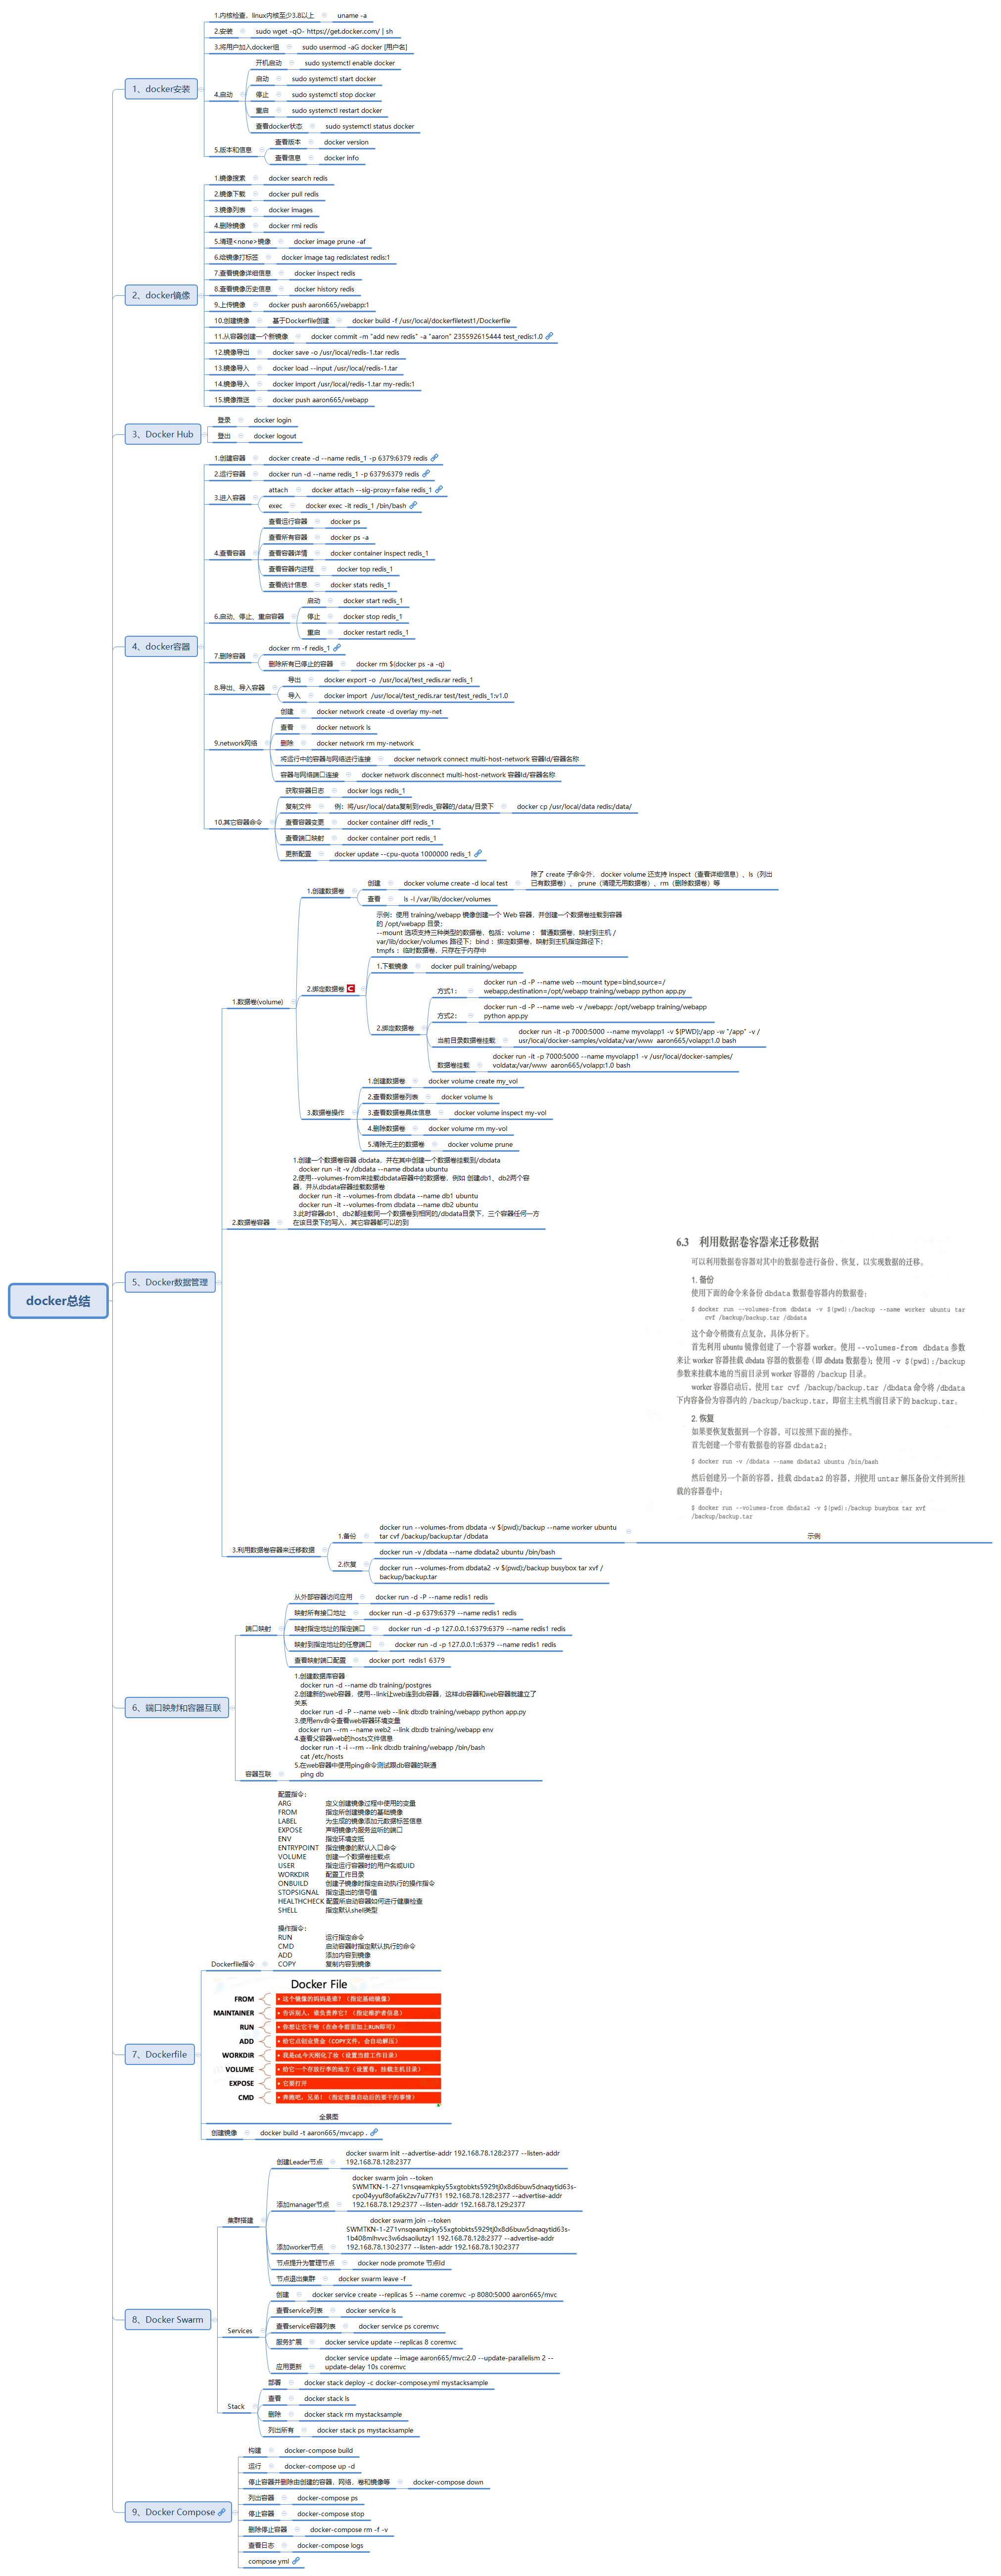 docker总结
1、docker安装
1.内核检查，linux内核至少3.8以上
uname -a
2.安装
sudo wget -qO- https://get.docker.com/ | sh
3.将用户加入docker组
sudo usermod -aG docker [用户名]
4.启动
开机启动
sudo systemctl enable docker
启动
sudo systemctl start docker
停止
sudo systemctl stop docker
重启
sudo systemctl restart docker
查看docker状态
sudo systemctl status docker
5.版本和信息
查看版本
docker version
查看信息
docker info
2、docker镜像
1.镜像搜索
docker search redis
2.镜像下载
docker pull redis
3.镜像列表
docker images
4.删除镜像
docker rmi redis
5.清理<none>镜像
docker image prune -af
6.给镜像打标签
docker image tag redis:latest redis:1
7.查看镜像详细信息
docker inspect redis
8.查看镜像历史信息
docker history redis
9.上传镜像
docker push aaron665/webapp:1
10.创建镜像
基于Dockerfile创建
docker build -f /usr/local/dockerfiletest1/Dockerfile
11.从容器创建一个新镜像
docker commit -m "add new redis" -a "aaron" 235592615444 test_redis:1.0
12.镜像导出
docker save -o /usr/local/redis-1.tar redis
13.镜像导入
docker load --input /usr/local/redis-1.tar
14.镜像导入
docker import /usr/local/redis-1.tar my-redis:1
15.镜像推送
docker push aaron665/webapp
3、Docker Hub
登录
docker login
登出
docker logout
4、docker容器
1.创建容器
docker create -d --name redis_1 -p 6379:6379 redis
2.运行容器
docker run -d --name redis_1 -p 6379:6379 redis
3.进入容器
attach
docker attach --sig-proxy=false redis_1
exec
docker exec -it redis_1 /bin/bash
4.查看容器
查看运行容器
docker ps
查看所有容器
docker ps -a
查看容器详情
docker container inspect redis_1
查看容器内进程
docker top redis_1
查看统计信息
docker stats redis_1
6.启动、停止、重启容器
启动
docker start redis_1
停止
docker stop redis_1
重启
docker restart redis_1
7.删除容器
docker rm -f redis_1
删除所有已停止的容器
docker rm $(docker ps -a -q)
8.导出、导入容器
导出
docker export -o  /usr/local/test_redis.rar redis_1
导入
docker import  /usr/local/test_redis.rar test/test_redis_1:v1.0
9.network网络
创建
docker network create -d overlay my-net
查看
docker network ls
删除
docker network rm my-network
将运行中的容器与网络进行连接
docker network connect multi-host-network 容器Id/容器名称
容器与网络端口连接
docker network disconnect multi-host-network 容器Id/容器名称
10.其它容器命令
获取容器日志
docker logs redis_1
复制文件
例：将/usr/local/data复制到redis_容器的/data/目录下
docker cp /usr/local/data redis:/data/
查看容器变更
docker container diff redis_1
查看端口映射
docker container port redis_1
更新配置
docker update --cpu-quota 1000000 redis_1
5、Docker数据管理
1.数据卷(volume)
1.创建数据卷
创建
docker volume create -d local test
除了 create 子命令外， docker volume 还支持 inspect（查看详细信息）、ls（列出
已有数据卷）、 prune（清理无用数据卷）、rm（删除数据卷）等
查看
ls -l /var/lib/docker/volumes
2.绑定数据卷
示例：使用 training/webapp 镜像创建一个 Web 容器，并创建一个数据卷挂载到容器
的 /opt/webapp 目录：
--mount 选项支持三种类型的数据卷，包括：volume ： 普通数据卷，映射到主机 /
var/lib/docker/volumes 路径下；bind ：绑定数据卷，映射到主机指定路径下；
tmpfs ：临时数据卷，只存在于内存中
1.下载镜像
docker pull training/webapp
2.绑定数据卷
方式1：
docker run -d -P --name web --mount type=bind,source=/
webapp,destination=/opt/webapp training/webapp python app.py
方式2：
docker run -d -P --name web -v /webapp: /opt/webapp training/webapp
python app.py
当前目录数据卷挂载
docker run -it -p 7000:5000 --name myvolapp1 -v ${PWD}:/app -w "/app" -v /
usr/local/docker-samples/voldata:/var/www  aaron665/volapp:1.0 bash
数据卷挂载
docker run -it -p 7000:5000 --name myvolapp1 -v /usr/local/docker-samples/
voldata:/var/www  aaron665/volapp:1.0 bash
3.数据卷操作
1.创建数据卷
docker volume create my_vol
2.查看数据卷列表
docker volume ls
3.查看数据卷具体信息
docker volume inspect my-vol
4.删除数据卷
docker volume rm my-vol
5.清除无主的数据卷
docker volume prune
2.数据卷容器
1.创建一个数据卷容器 dbdata，并在其中创建一个数据卷挂载到/dbdata
docker run -it -v /dbdata --name dbdata ubuntu
2.使用--volumes-from来挂载dbdata容器中的数据卷，例如 创建db1、db2两个容
器，并从dbdata容器挂载数据卷
docker run -it --volumes-from dbdata --name db1 ubuntu
docker run -it --volumes-from dbdata --name db2 ubuntu
3.此时容器db1、db2都挂载同一个数据卷到相同的/dbdata目录下，三个容器任何一方
在该目录下的写入，其它容器都可以的到
3.利用数据卷容器来迁移数据
1.备份
docker run --volumes-from dbdata -v $(pwd):/backup --name worker ubuntu
tar cvf /backup/backup.tar /dbdata
6.3 利用数据卷容器来迁移数据
可以利用数据卷容器对其中的数据卷进行备份、恢复，以实现数据的迁移。
1. 备份
使用下面的命令来备份 dbdata 数据卷容器内的数据卷：
$ docker run --volumes-from dbdata -v $(pwd):/backup --name worker ubuntu tar
cvf /backup/backup.tar /dbdata
这个命令稍微有点复杂，具体分析下。
首先利用 ubuntu 镜像创建了一个容器 worker。使用 --volumes-from dbdata 参数
来让 worker 容器挂载 dbdata 容器的数据卷（即 dbdata 数据卷）；使用 -v $(pwd):/backup
参数来挂载本地的当前目录到 worker 容器的 /backup 目录。
worker 容器启动后，使用 tar cvf /backup/backup.tar /dbdata 命令将 /dbdata
下内容备份为容器内的 /backup/backup.tar，即宿主主机当前目录下的 backup.tar。
2. 恢复
如果要恢复数据到一个容器，可以按照下面的操作。
首先创建一个带有数据卷的容器 dbdata2：
$ docker run -v /dbdata --name dbdata2 ubuntu /bin/bash
然后创建另一个新的容器，挂载 dbdata2 的容器，并使用 untar 解压备份文件到所挂
载的容器卷中：
$ docker run --volumes-from dbdata2 -v $(pwd):/backup busybox tar xvf
/backup/backup.tar
示例
2.恢复
docker run -v /dbdata --name dbdata2 ubuntu /bin/bash
docker run --volumes-from dbdata2 -v $(pwd):/backup busybox tar xvf /
backup/backup.tar
6、端口映射和容器互联
端口映射
从外部容器访问应用
docker run -d -P --name redis1 redis
映射所有接口地址
docker run -d -p 6379:6379 --name redis1 redis
映射指定地址的指定端口
docker run -d -p 127.0.0.1:6379:6379 --name redis1 redis
映射到指定地址的任意端口
docker run -d -p 127.0.0.1::6379 --name redis1 redis
查看映射端口配置
docker port  redis1 6379
容器互联
1.创建数据库容器
docker run -d --name db training/postgres
2.创建新的web容器，使用--link让web连到db容器，这样db容器和web容器就建立了
关系
docker run -d -P --name web --link db:db training/webapp python app.py
3.使用env命令查看web容器环境变量
docker run --rm --name web2 --link db:db training/webapp env
4.查看父容器web的hosts文件信息
docker run -t -i --rm --link db:db training/webapp /bin/bash
cat /etc/hosts
5.在web容器中使用ping命令测试跟db容器的联通
ping db
7、Dockerfile
Dockerfile指令
配置指令：
ARG 定义创建镜像过程中使用的变量
FROM 指定所创建镜像的基础镜像
LABEL 为生成的镜像添加元数据标签信息
EXPOSE 声明镜像内服务监听的端口
ENV 指定环境变抵
ENTRYPOINT 指定镜像的默认入口命令
VOLUME 创建一个数据卷挂载点
USER 指定运行容器时的用户名或UID
WORKDIR 配置工作目录
ONBUILD 创建子镜像时指定自动执行的操作指令
STOPSIGNAL 指定退出的信号值
HEALTHCHECK 配置所启动容器如何进行健康检查
SHELL 指定默认shell类型
操作指令：
RUN 运行指定命令
CMD 启动容器时指定默认执行的命令
ADD 添加内容到镜像
COPY 复制内容到镜像
Docker File
FROM • 这个镜像的妈妈是谁？（指定基础镜像）
MAINTAINER • 告诉别人，谁负责养它？（指定维护者信息）
RUN • 你想让它干啥（在命令前面加上RUN即可）
ADD • 给它点创业资金（COPY文件，会自动解压）
WORKDIR • 我是cd,今天刚化了妆（设置当前工作目录）
VOLUME • 给它一个存放行李的地方（设置卷，挂载主机目录）
EXPOSE • 它要打开
CMD • 奔跑吧，兄弟！（指定容器启动后的要干的事情）
全景图
创建镜像
docker build -t aaron665/mvcapp .
8、Docker Swarm
集群搭建
创建Leader节点
docker swarm init --advertise-addr 192.168.78.128:2377 --listen-addr
192.168.78.128:2377
添加manager节点
docker swarm join --token
SWMTKN-1-271vnsqeamkpky55xgtobkts5929tj0x8d6buw5dnaqytid63s-
cpo04yyuf8ofa6k2zv7u77f31 192.168.78.128:2377 --advertise-addr
192.168.78.129:2377 --listen-addr 192.168.78.129:2377
添加worker节点
docker swarm join --token
SWMTKN-1-271vnsqeamkpky55xgtobkts5929tj0x8d6buw5dnaqytid63s-
1b408mihvvc3w6dsaoliutzy1 192.168.78.128:2377 --advertise-addr
192.168.78.130:2377 --listen-addr 192.168.78.130:2377
节点提升为管理节点
docker node promote 节点Id
节点退出集群
docker swarm leave -f
Services
创建
docker service create --replicas 5 --name coremvc -p 8080:5000 aaron665/mvc
查看service列表
docker service ls
查看service容器列表
docker service ps coremvc
服务扩展
docker service update --replicas 8 coremvc
应用更新
docker service update --image aaron665/mvc:2.0 --update-parallelism 2 --
update-delay 10s coremvc
Stack
部署
docker stack deploy -c docker-compose.yml mystacksample
查看
docker stack ls
删除
docker stack rm mystacksample
列出所有
docker stack ps mystacksample
9、Docker Compose
构建
docker-compose build
运行
docker-compose up -d
停止容器并删除由创建的容器，网络，卷和镜像等
docker-compose down
列出容器
docker-compose ps
停止容器
docker-compose stop
删除停止容器
docker-compose rm -f -v
查看日志
docker-compose logs
compose yml